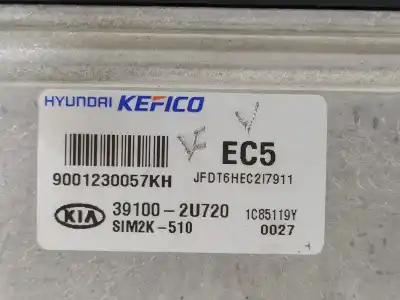 HYUNDAI KEFICO
EC5
9001230057KH
JFDT6HEC2I7911
KIA 39100-2U720 1C85119Y
SIM2K-510 0027